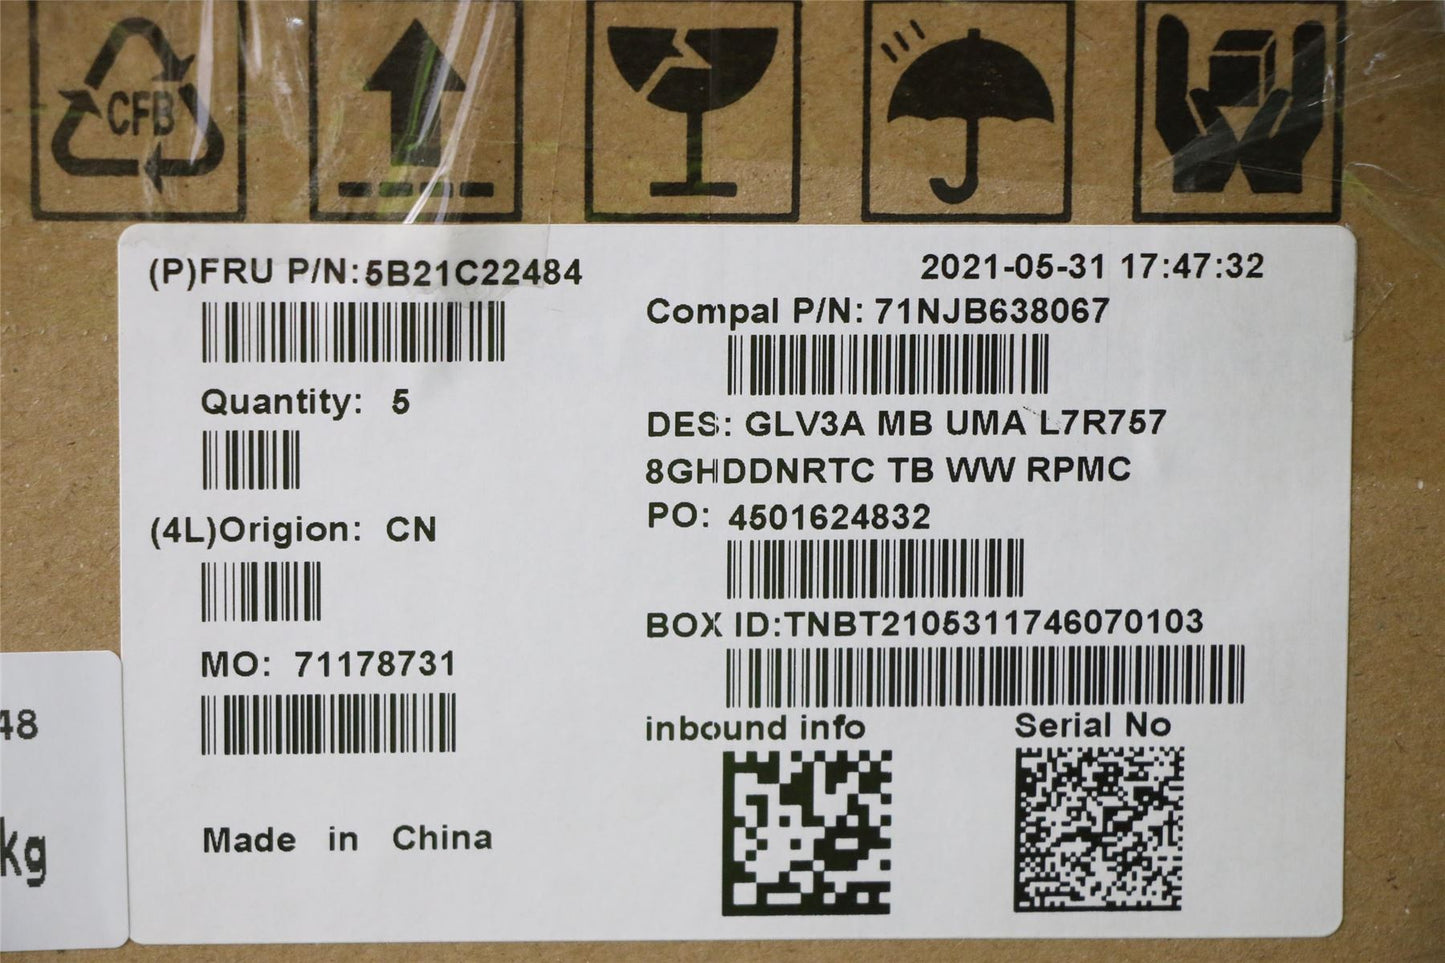 CFB
(P)FRU P/N:5B21C22484
2021-05-31 17:47:32
Compal P/N: 71NJB638067
Quantity: 5
DES: GLV3A MB UMA L7R757
8GHDDNRTC TB WW RPMC
(4L)Origion: CN
PO: 4501624832
BOX ID:TNBT2105311746070103
MO: 71178731
inbound info
Serial No
Made in China
48
kg